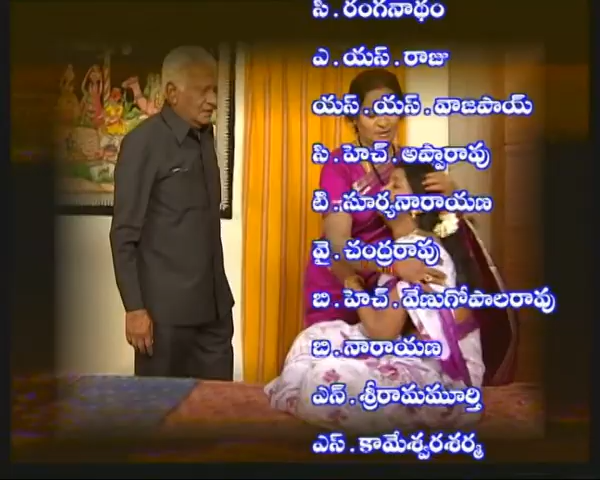 సి.రంగనాథం
ఎ.యస్.రాజు
యస్.యస్.వాజపాయ్
సి.హెచ్.అప్పారావు
టి.సూర్యనారాయణ
వై.చంద్రరావు
బి.హెచ్.వేణుగోపాలరావు
బి.నారాయణ
ఎన్.శ్రీరామమూర్తి
ఎస్.కామేశ్వరశర్మ